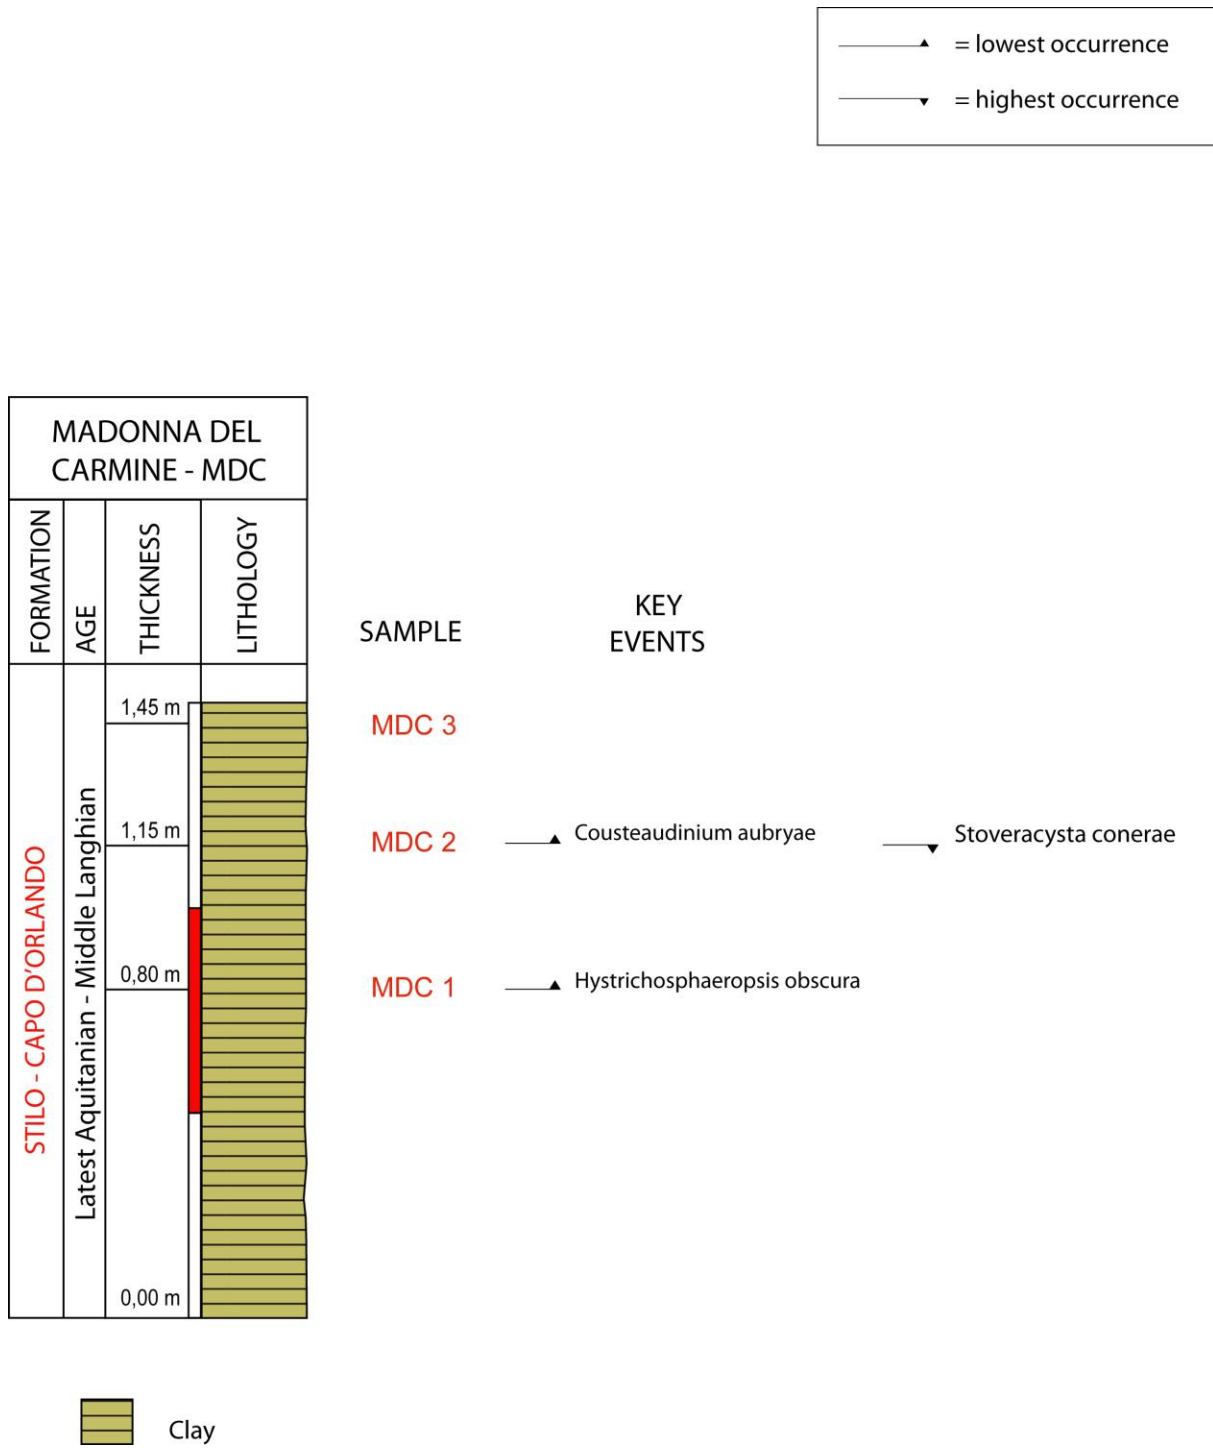 = lowest occurrence
= highest occurrence
MADONNA DEL
CARMINE - MDC
FORMATION
AGE
THICKNESS
LITHOLOGY
SAMPLE
KEY
EVENTS
STILO - CAPO D'ORLANDO
Latest Aquitanian - Middle Langhian
1,45 m
MDC 3
1,15 m
MDC 2
Cousteaudinium aubryae
Stoveracysta conerae
0,80 m
MDC 1
Hystrichosphaeropsis obscura
0,00 m
Clay